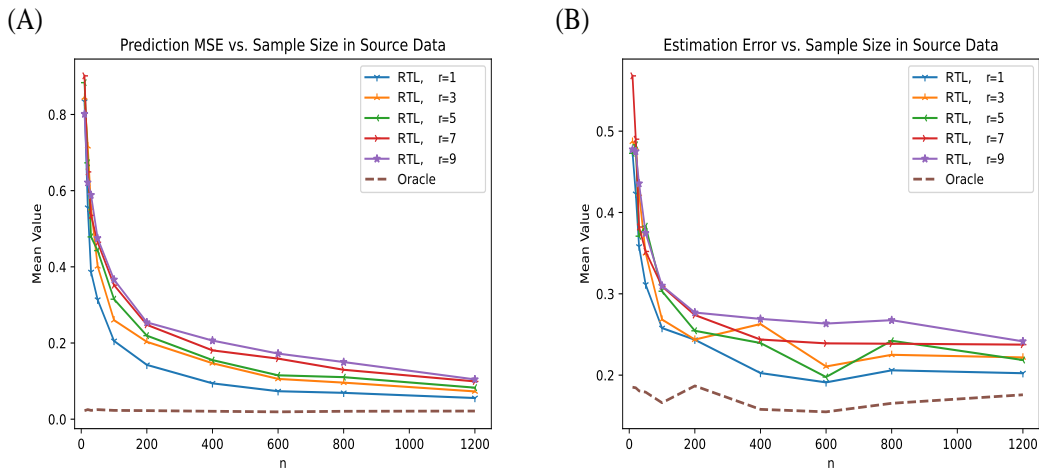 (A)
Prediction MSE vs. Sample Size in Source Data
Mean Value
0.8
0.6
0.4
0.2
0.0
0 200 400 600 800 1000 1200
n
RTL, r=1
RTL, r=3
RTL, r=5
RTL, r=7
RTL, r=9
Oracle
(B)
Estimation Error vs. Sample Size in Source Data
Mean Value
0.5
0.4
0.3
0.2
0 200 400 600 800 1000 1200
n
RTL, r=1
RTL, r=3
RTL, r=5
RTL, r=7
RTL, r=9
Oracle